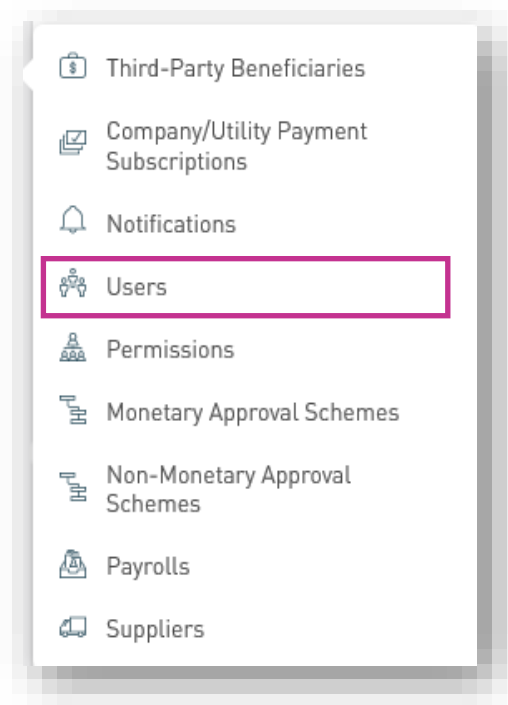 Third-Party Beneficiaries
Company/Utility Payment
Subscriptions
Notifications
Users
Permissions
Monetary Approval Schemes
Non-Monetary Approval
Schemes
Payrolls
Suppliers